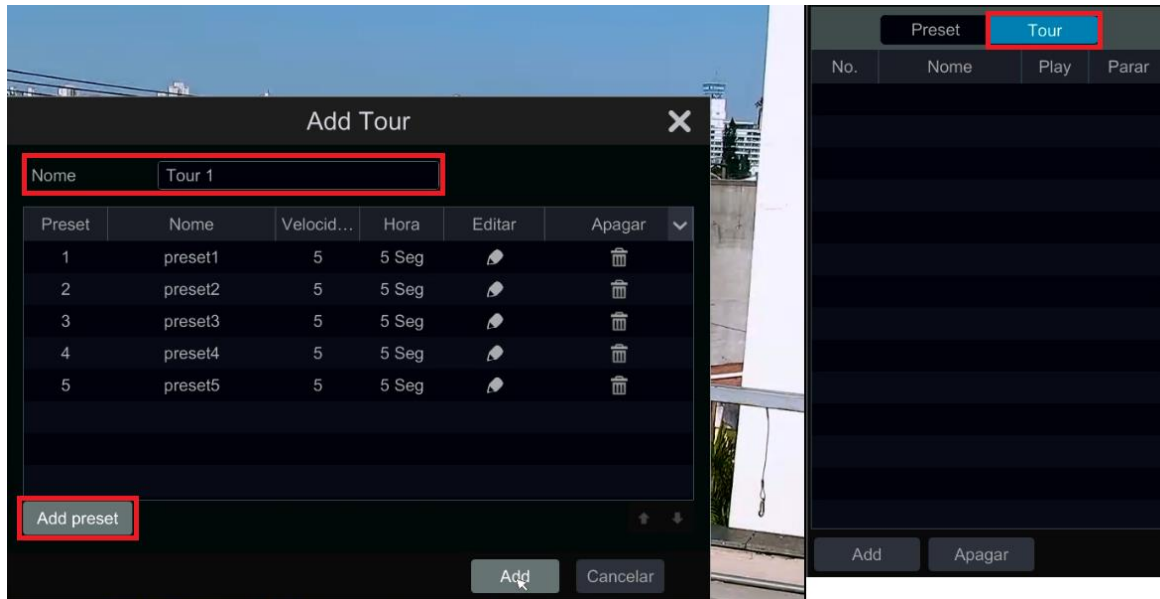 Add Tour
Nome Tour 1
Preset Nome Velocid... Hora Editar Apagar
1 preset1 5 5 Seg
2 preset2 5 5 Seg
3 preset3 5 5 Seg
4 preset4 5 5 Seg
5 preset5 5 5 Seg
Add preset
Add Cancelar
Preset Tour
No. Nome Play Parar
Add Apagar